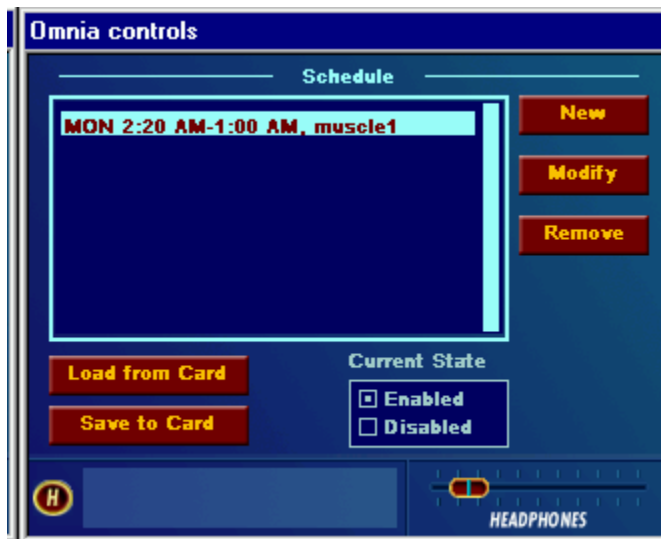 Omnia controls
Schedule
MON 2:20 AM-1:00 AM, muscle1
New
Modify
Remove
Load from Card
Save to Card
Current State
Enabled
Disabled
H
HEADPHONES